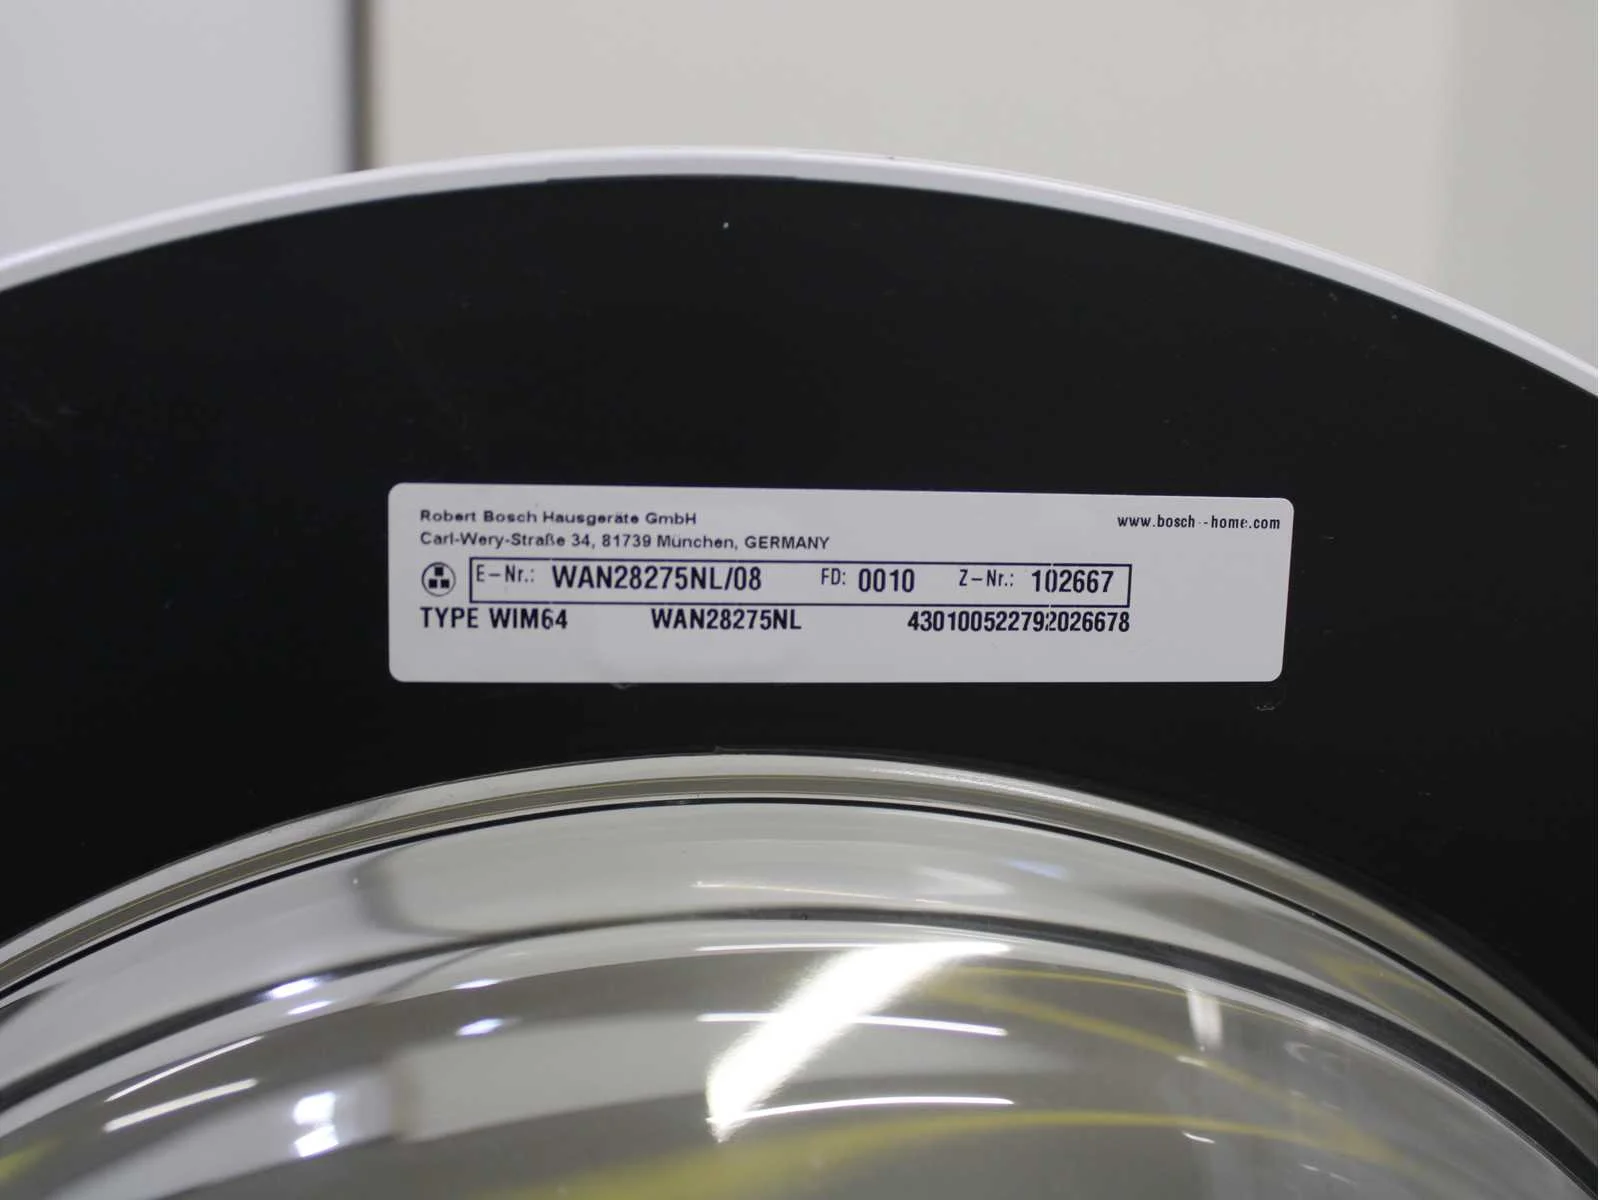 Robert Bosch Hausgeräte GmbH
www.bosch-home.com
Carl-Wery-Straße 34, 81739 München, GERMANY
E-Nr.: WAN28275NL/08 FD: 0010 Z-Nr.: 102667
TYPE WIM64 WAN28275NL 430100522792026678